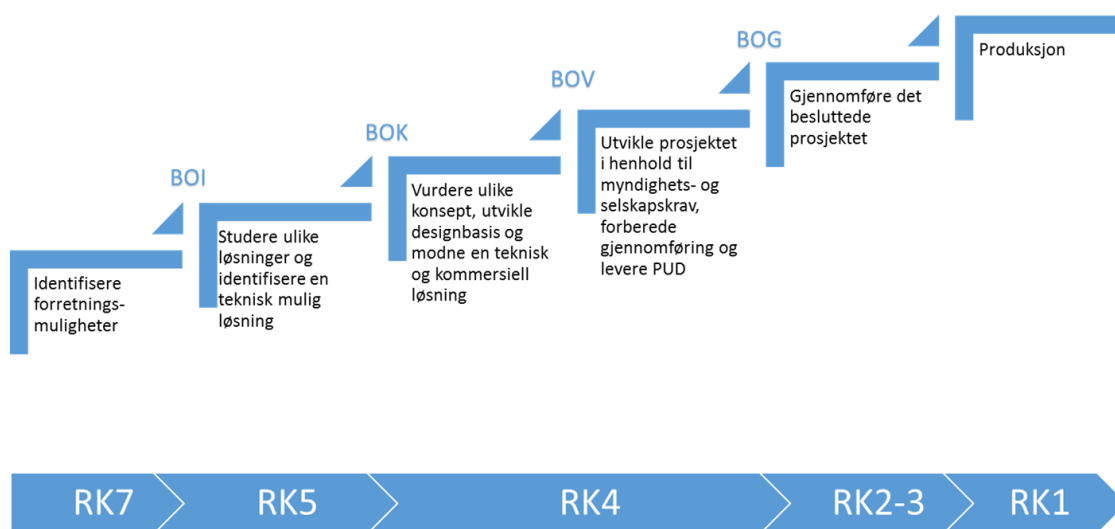 Identifisere
forretnings-
muligheter
BOI
Studere ulike
løsninger og
identifisere en
teknisk mulig
løsning
BOK
Vurdere ulike
konsept, utvikle
designbasis og
modne en teknisk
og kommersiell
løsning
BOV
Utvikle prosjektet
i henhold til
myndighets- og
selskapskrav,
forberede
gjennomføring og
levere PUD
BOG
Gjennomføre det
besluttede
prosjektet
Produksjon
RK7
RK5
RK4
RK2-3
RK1